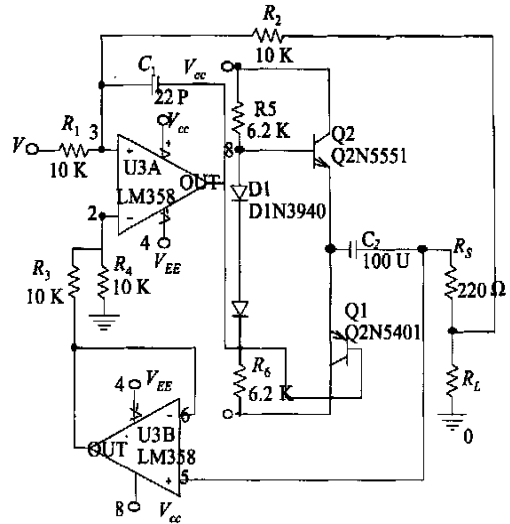 R2
10 K
C1
Vcc
22 P
Vcc
R5
6.2 K
Q2
Q2N5551
R1
3
V
10 K
+
+
U3A
8
OUT
LM358
D1
D1N3940
2
-
4
VEE
C2
100 U
RS
220 Ω
R3
10 K
R4
10 K
Q1
Q2N5401
R6
6.2 K
RL
4
VEE
-
6
U3B
OUT
LM358
+
5
0
8
Vcc